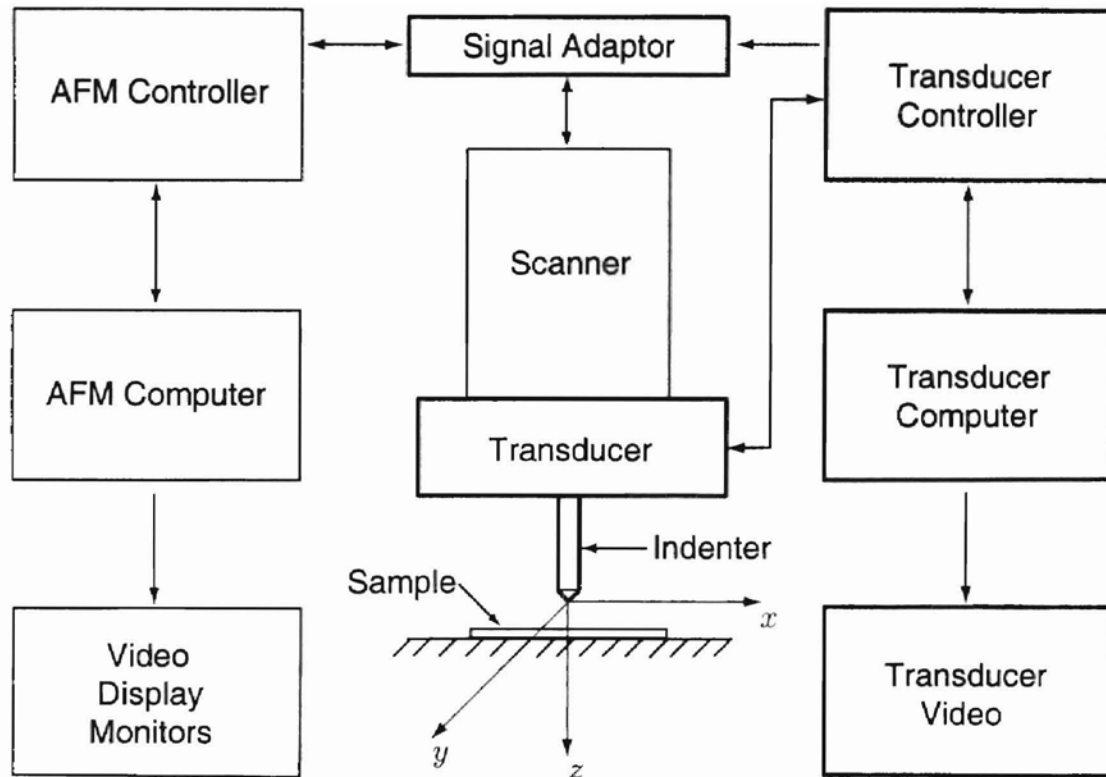 AFM Controller
Signal Adaptor
Transducer
Controller
Scanner
AFM Computer
Transducer
Transducer
Computer
Indenter
Sample
x
y
z
Video
Display
Monitors
Transducer
Video